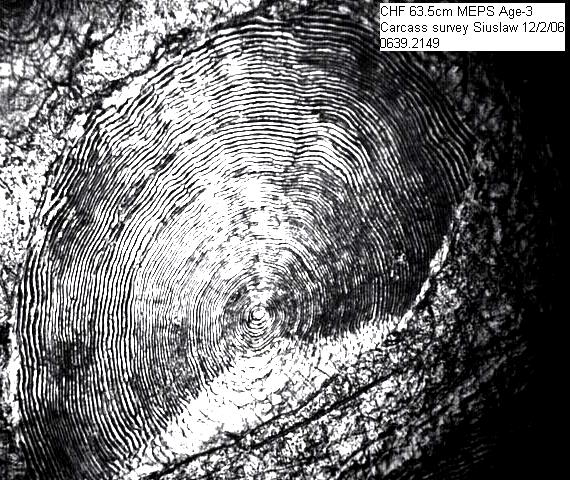 CHF 63.5cm MEPS Age-3
Carcass survey Siuslaw 12/2/06
0639.2149